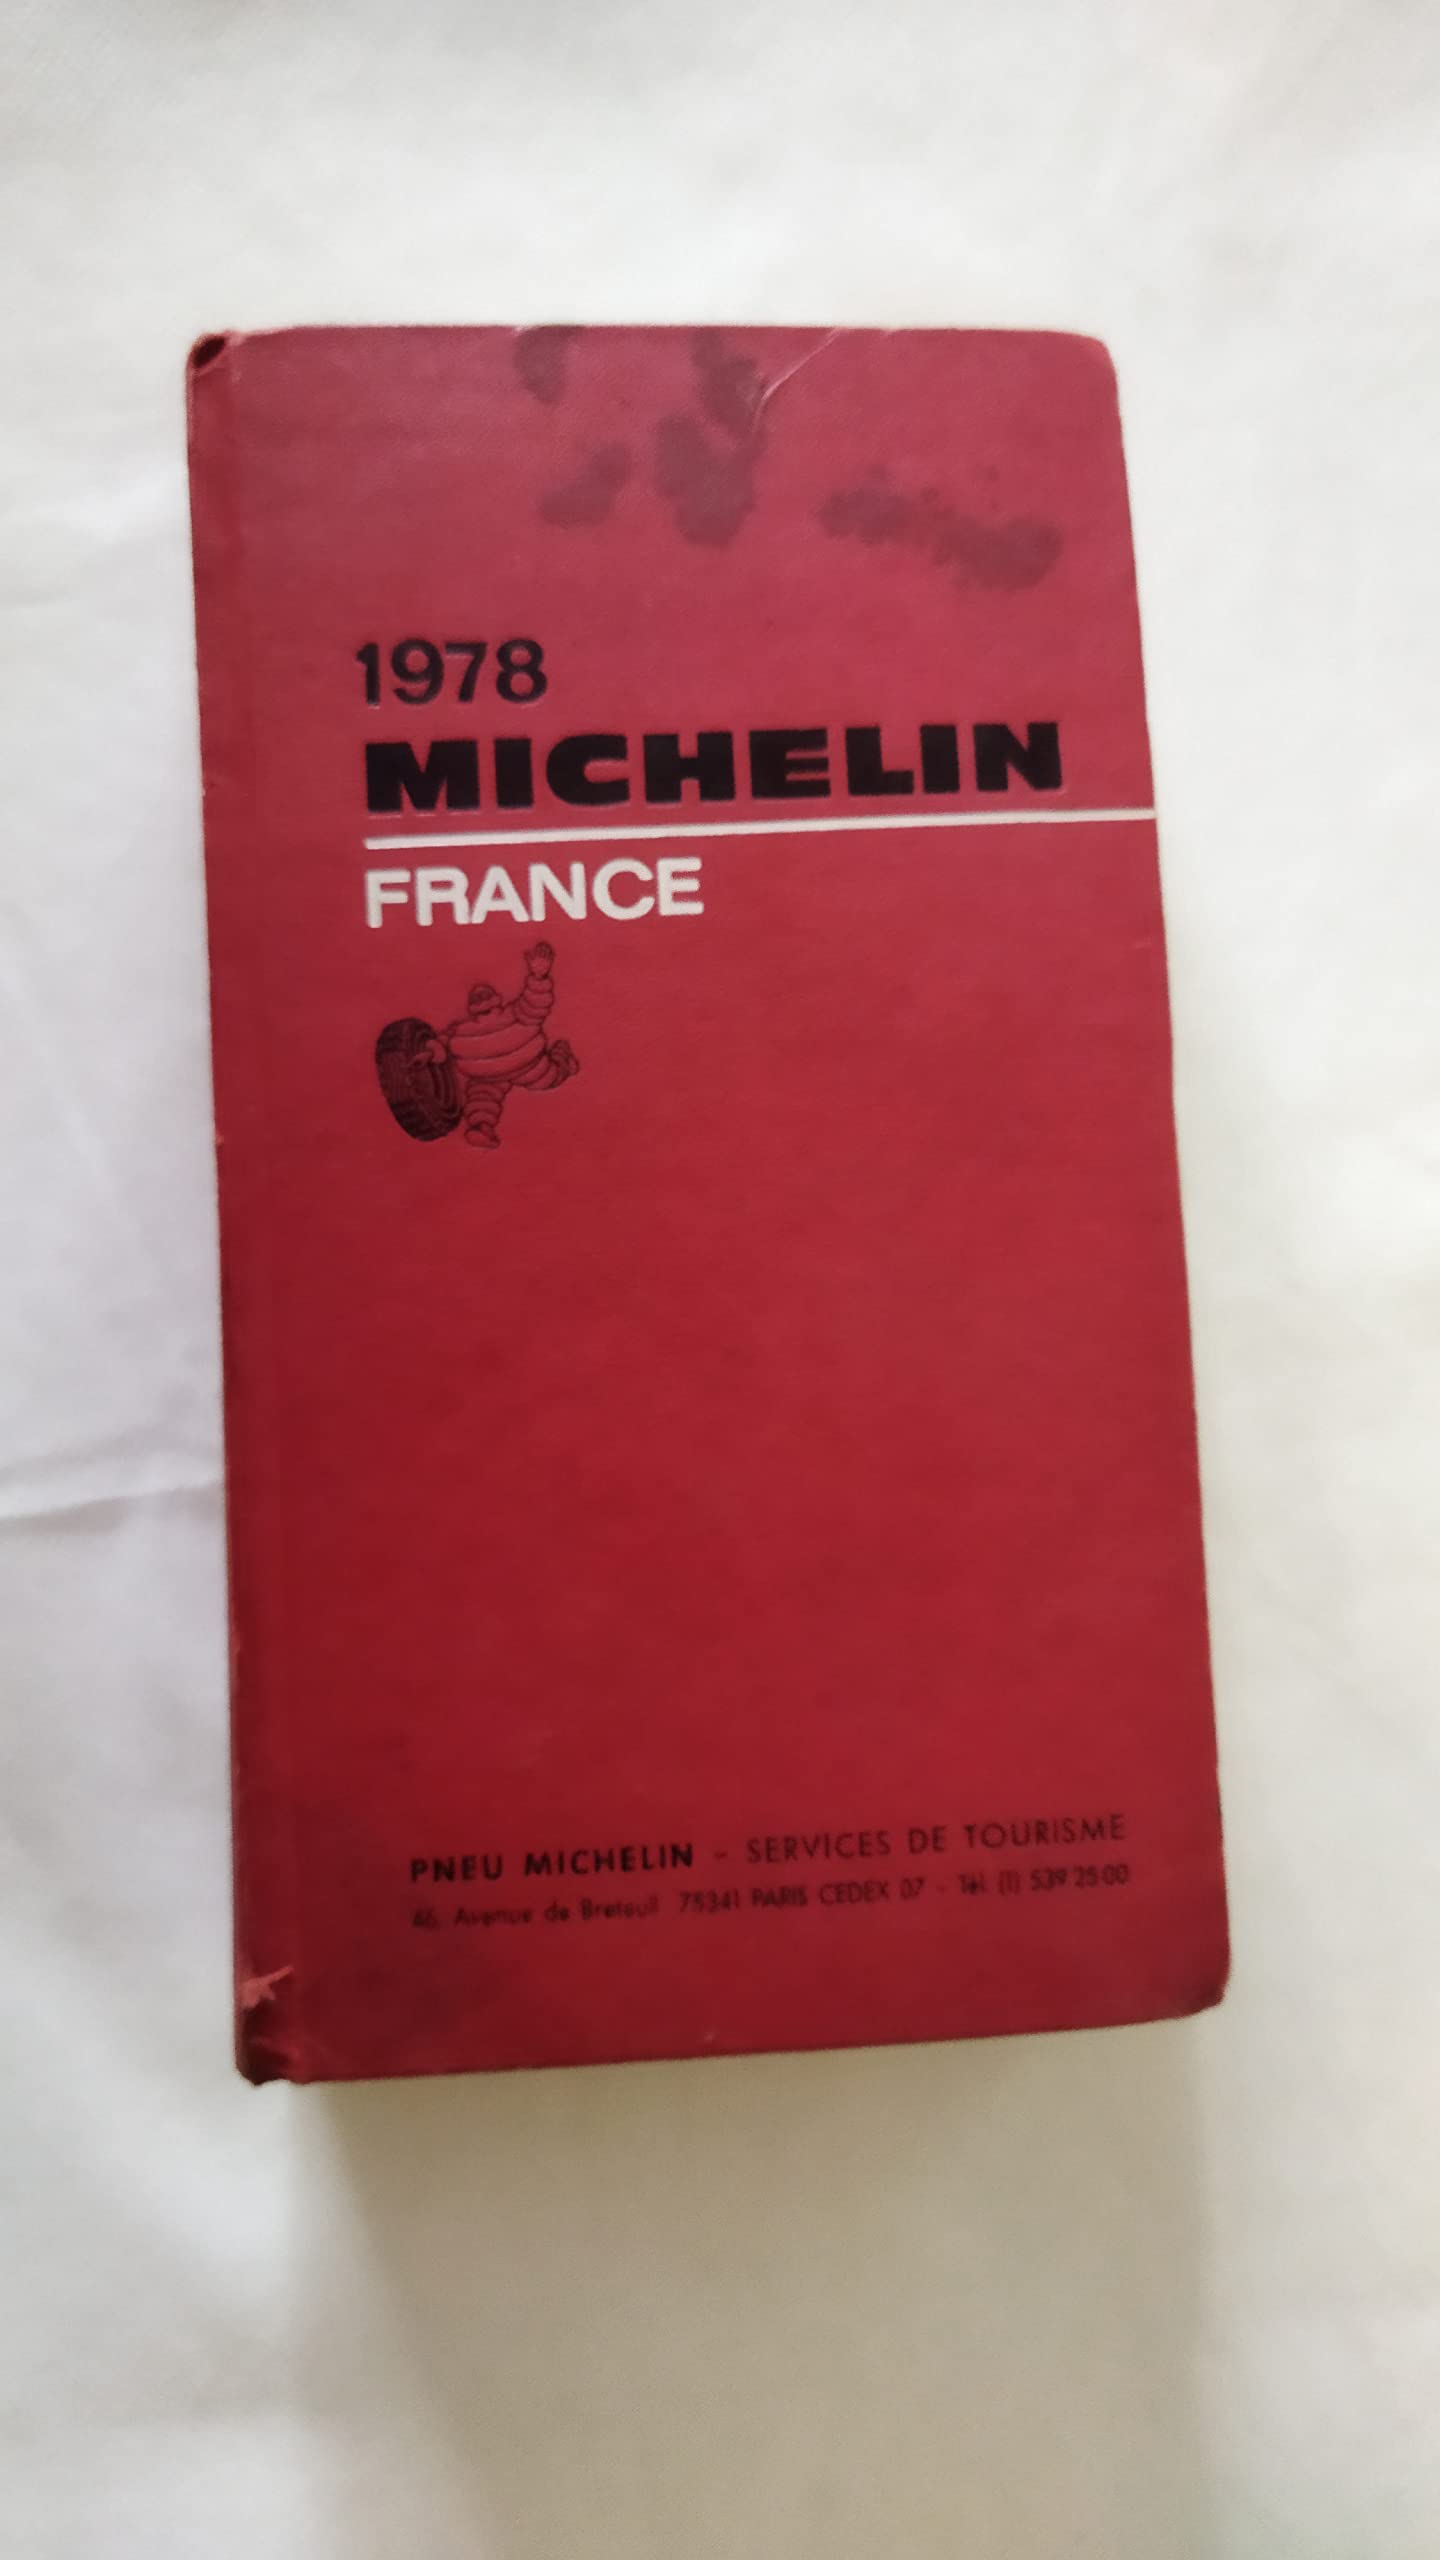 1978
MICHELIN
FRANCE
PNEU MICHELIN - SERVICES DE TOURISME
46, Avenue de Breteuil 75341 PARIS CEDEX 07 - Tél. (1) 539 25-00